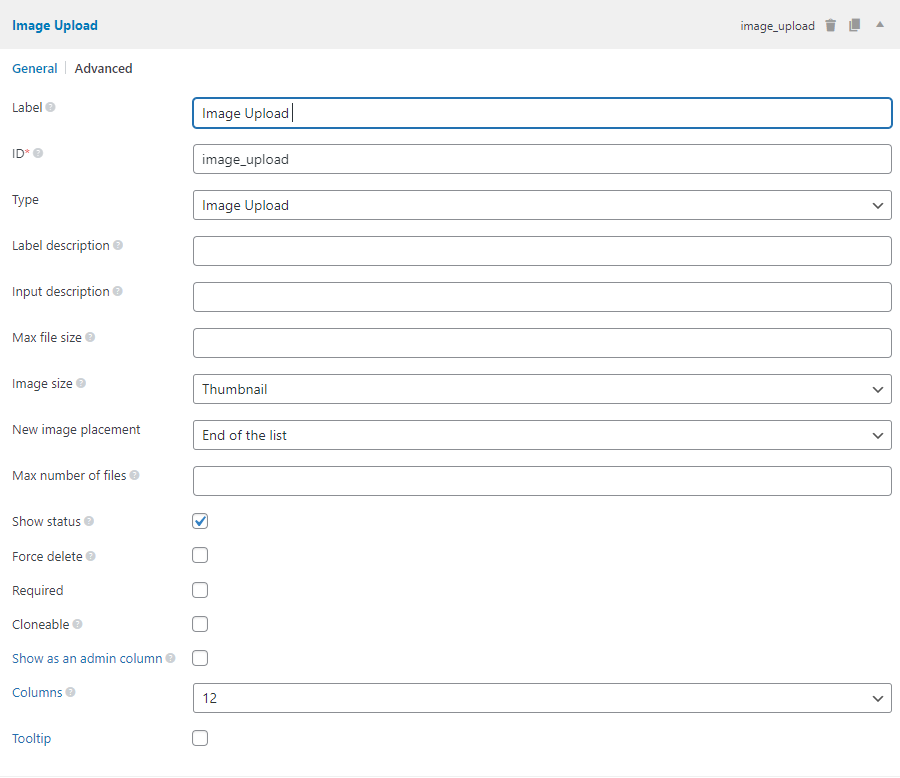 Image Upload image_upload
General Advanced
Label Image Upload
ID* image_upload
Type Image Upload
Label description
Input description
Max file size
Image size Thumbnail
New image placement End of the list
Max number of files
Show status
Force delete
Required
Cloneable
Show as an admin column
Columns 12
Tooltip